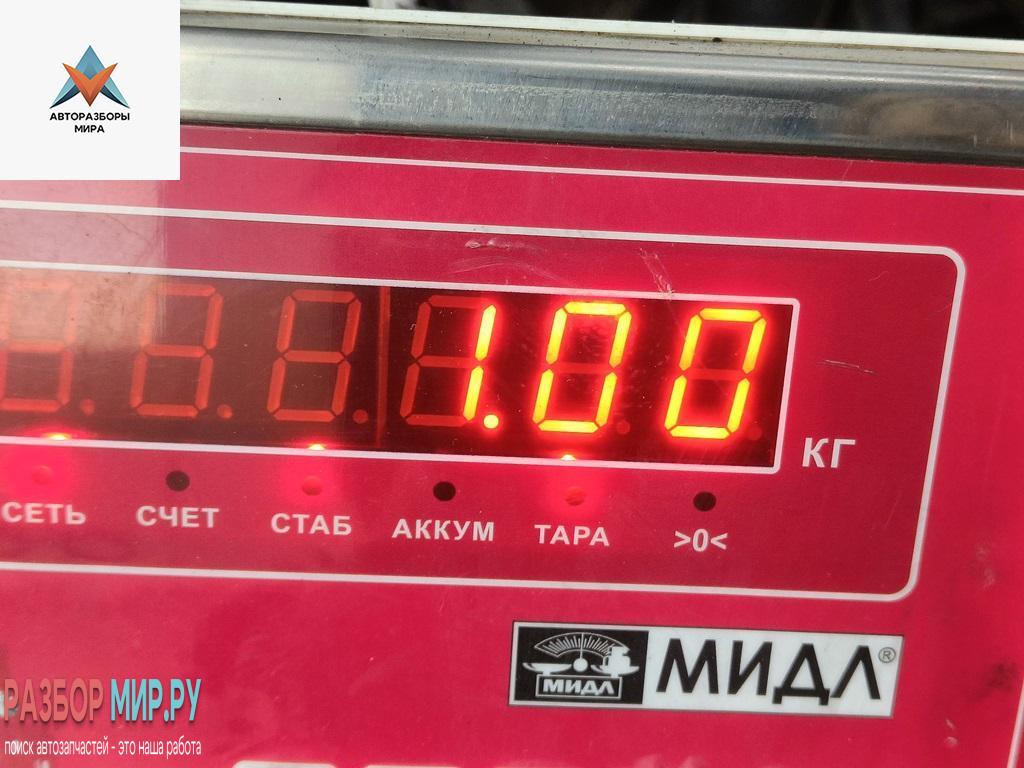 АВТОРАЗБОРЫ
МИРА
1.00
КГ
СЕТЬ СЧЕТ СТАБ АККУМ ТАРА >0<
МИДЛ МИДЛ®
РАЗБОР МИР.РУ
поиск автозапчастей - это наша работа